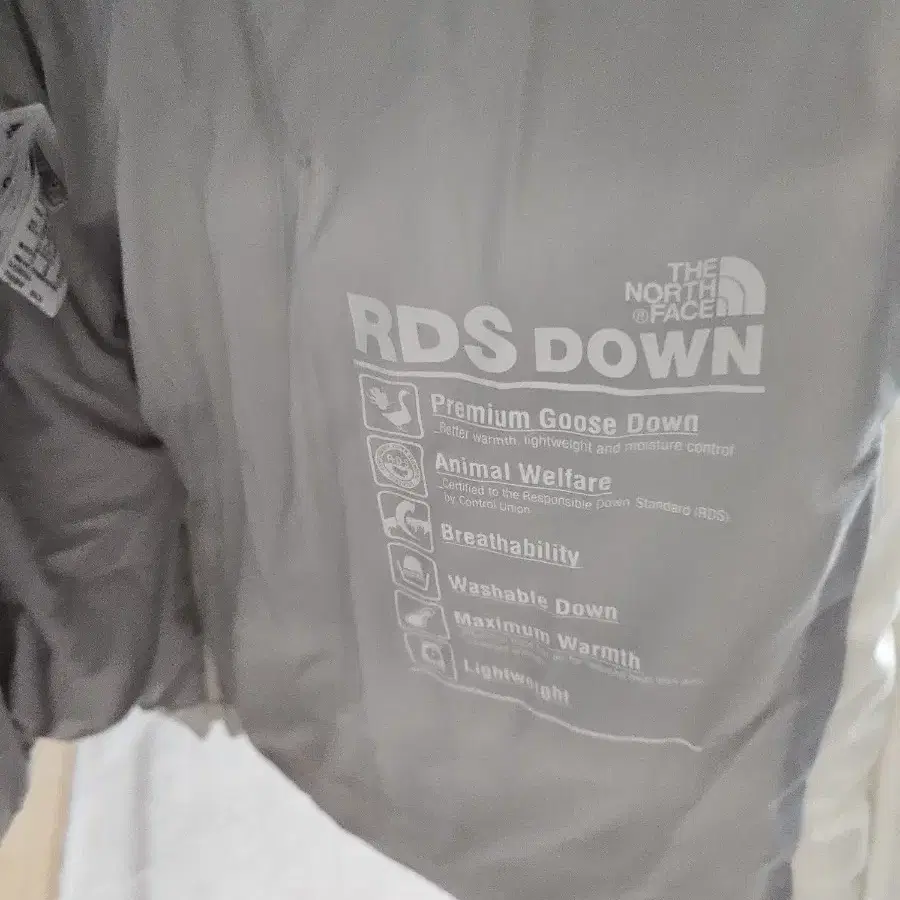 THE
NORTH
®FACE
RDS DOWN
Premium Goose Down
Better warmth, lightweight and moisture control
Animal Welfare
Certified to the Responsible Down Standard (RDS)
by Control Union
Breathability
Washable Down
Maximum Warmth
Lightweight